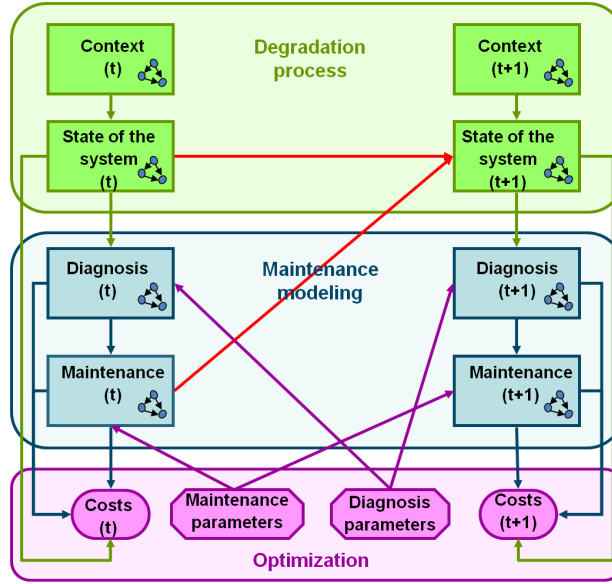 Context
(t)
Degradation
process
Context
(t+1)
State of the
system
(t)
State of the
system
(t+1)
Diagnosis
(t)
Maintenance
modeling
Diagnosis
(t+1)
Maintenance
(t)
Maintenance
(t+1)
Costs
(t)
Maintenance
parameters
Diagnosis
parameters
Costs
(t+1)
Optimization